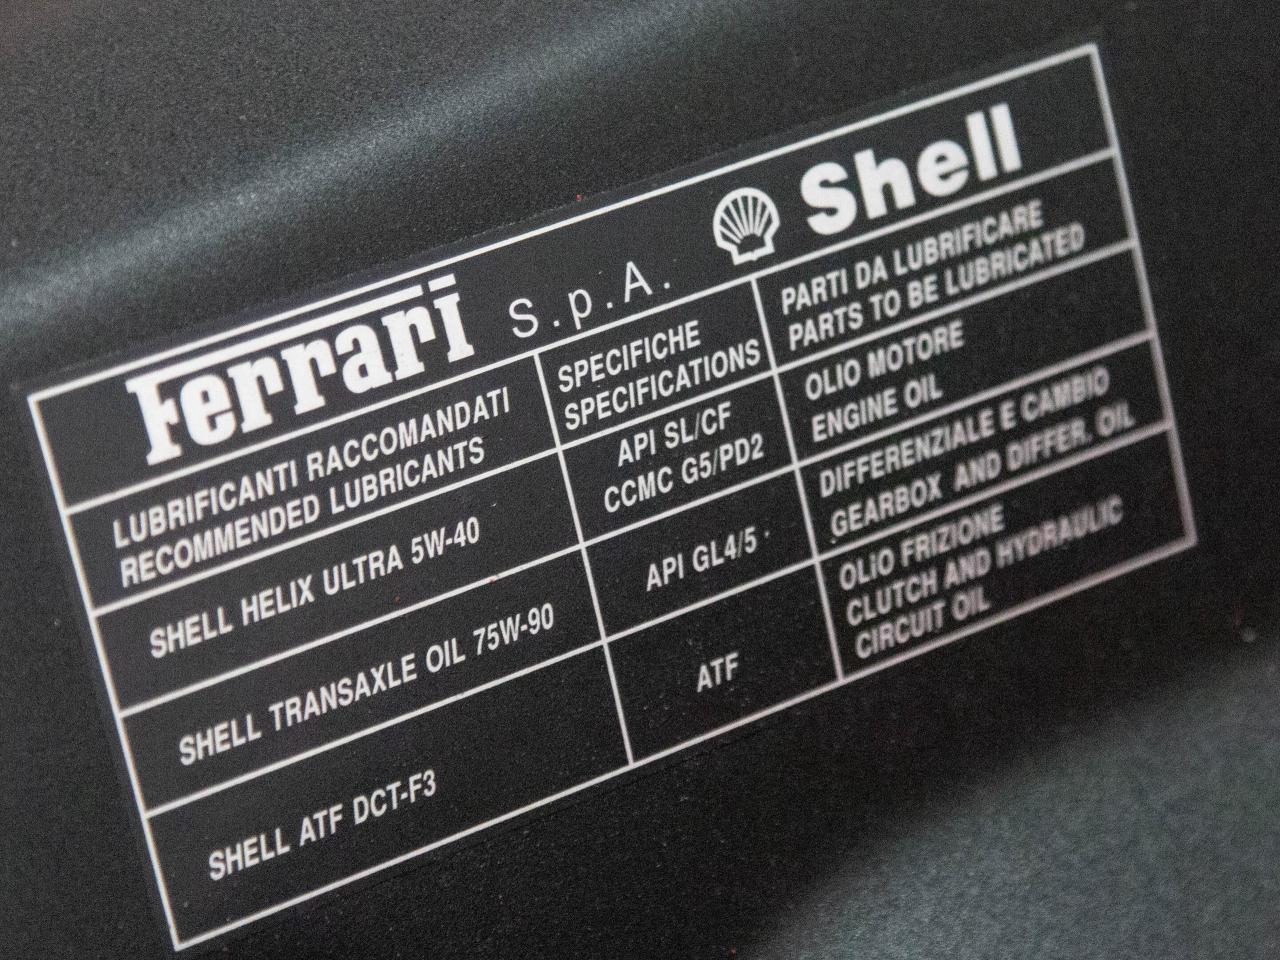 Ferrari S.p.A. Shell
LUBRIFICANTI RACCOMANDATI
RECOMMENDED LUBRICANTS
SPECIFICHE
SPECIFICATIONS
PARTI DA LUBRIFICARE
PARTS TO BE LUBRICATED
SHELL HELIX ULTRA 5W-40
API SL/CF
CCMC G5/PD2
OLIO MOTORE
ENGINE OIL
SHELL TRANSAXLE OIL 75W-90
API GL4/5
DIFFERENZIALE E CAMBIO
GEARBOX AND DIFFER. OIL
SHELL ATF DCT-F3
ATF
OLIO FRIZIONE
CLUTCH AND HYDRAULIC
CIRCUIT OIL